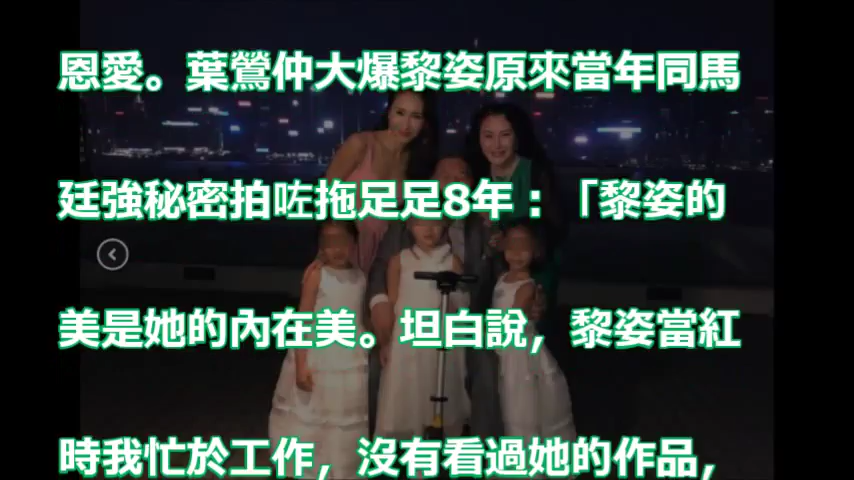 恩愛。葉鶯仲大爆黎姿原來當年同馬
廷強秘密拍咗拖足足8年：「黎姿的
美是她的內在美。坦白說，黎姿當紅
時我忙於工作，沒有看過她的作品，